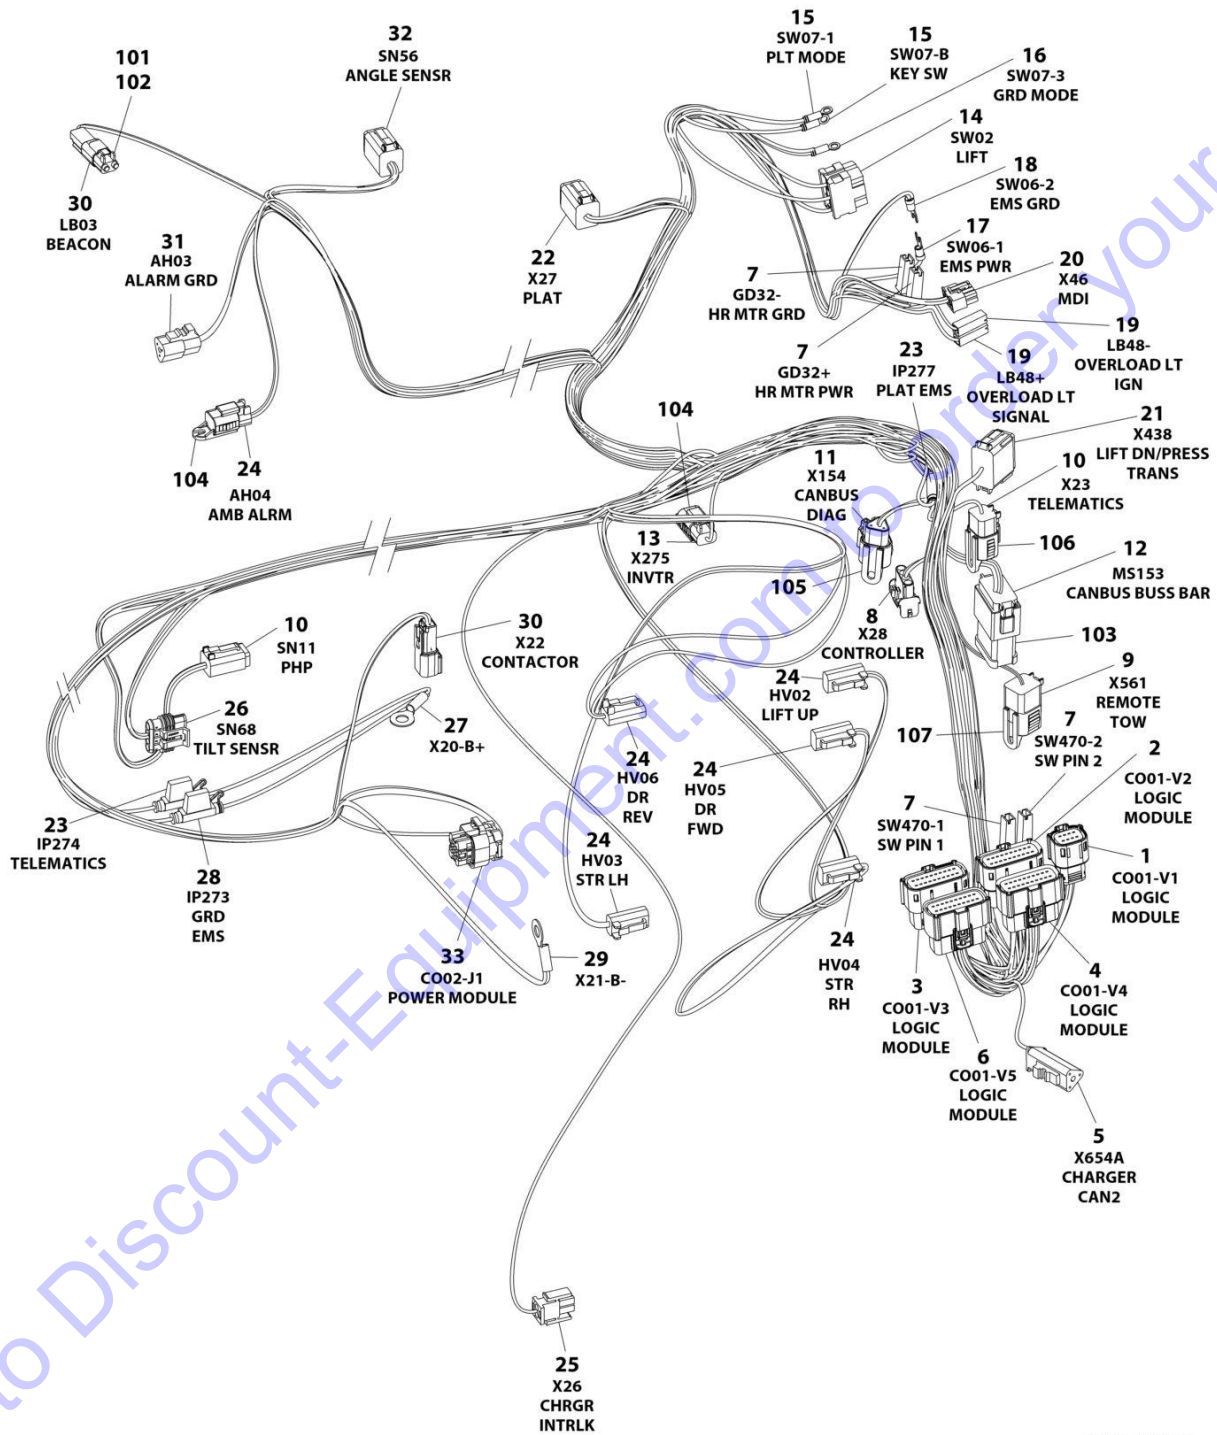 15
SW07-1
PLT MODE
15
SW07-B
KEY SW
16
SW07-3
GRD MODE
32
SN56
ANGLE SENSR
101
102
14
SW02
LIFT
18
SW06-2
EMS GRD
30
LB03
BEACON
31
AH03
ALARM GRD
22
X27
PLAT
17
SW06-1
EMS PWR
7
GD32-
HR MTR GRD
20
X46
MDI
7
GD32+
HR MTR PWR
23
IP277
PLAT EMS
19
LB48+
OVERLOAD LT
SIGNAL
19
LB48-
OVERLOAD LT
IGN
104
24
AH04
AMB ALRM
104
21
X438
LIFT DN/PRESS
TRANS
11
X154
CANBUS
DIAG
10
X23
TELEMATICS
13
X275
INVTR
106
12
MS153
CANBUS BUSS BAR
105
8
X28
CONTROLLER
103
10
SN11
PHP
30
X22
CONTACTOR
9
X561
REMOTE
TOW
24
HV02
LIFT UP
26
SN68
TILT SENSR
27
X20-B+
107
7
SW470-2
SW PIN 2
24
HV06
DR
REV
24
HV05
DR
FWD
2
CO01-V2
LOGIC
MODULE
7
SW470-1
SW PIN 1
23
IP274
TELEMATICS
28
IP273
GRD
EMS
24
HV03
STR LH
1
CO01-V1
LOGIC
MODULE
33
CO02-J1
POWER MODULE
29
X21-B-
24
HV04
STR
RH
3
CO01-V3
LOGIC
MODULE
4
CO01-V4
LOGIC
MODULE
6
CO01-V5
LOGIC
MODULE
5
X654A
CHARGER
CAN2
25
X26
CHRGR
INTRLK
to Discount-Equipment.com to order your